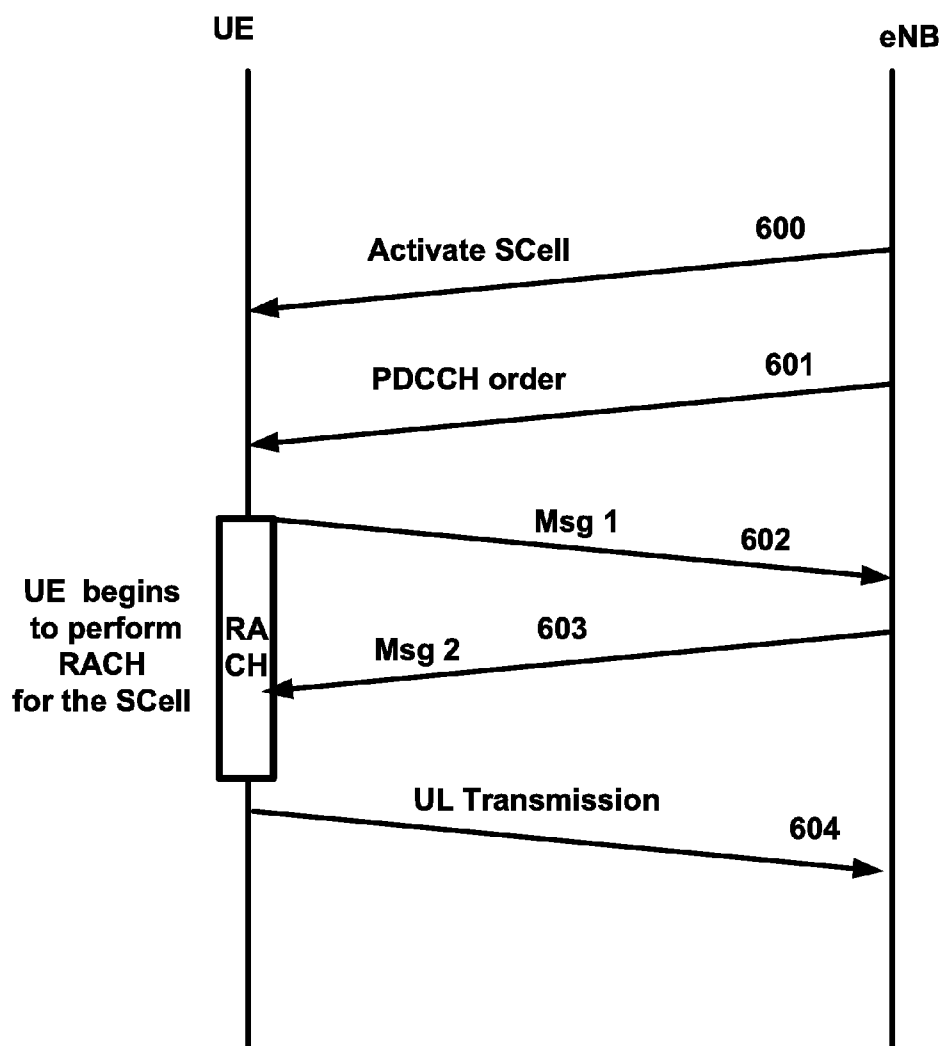 UE
eNB
600
Activate SCell
601
PDCCH order
Msg 1
602
UE begins
to perform
RACH
for the SCell
RA
CH
603
Msg 2
UL Transmission
604